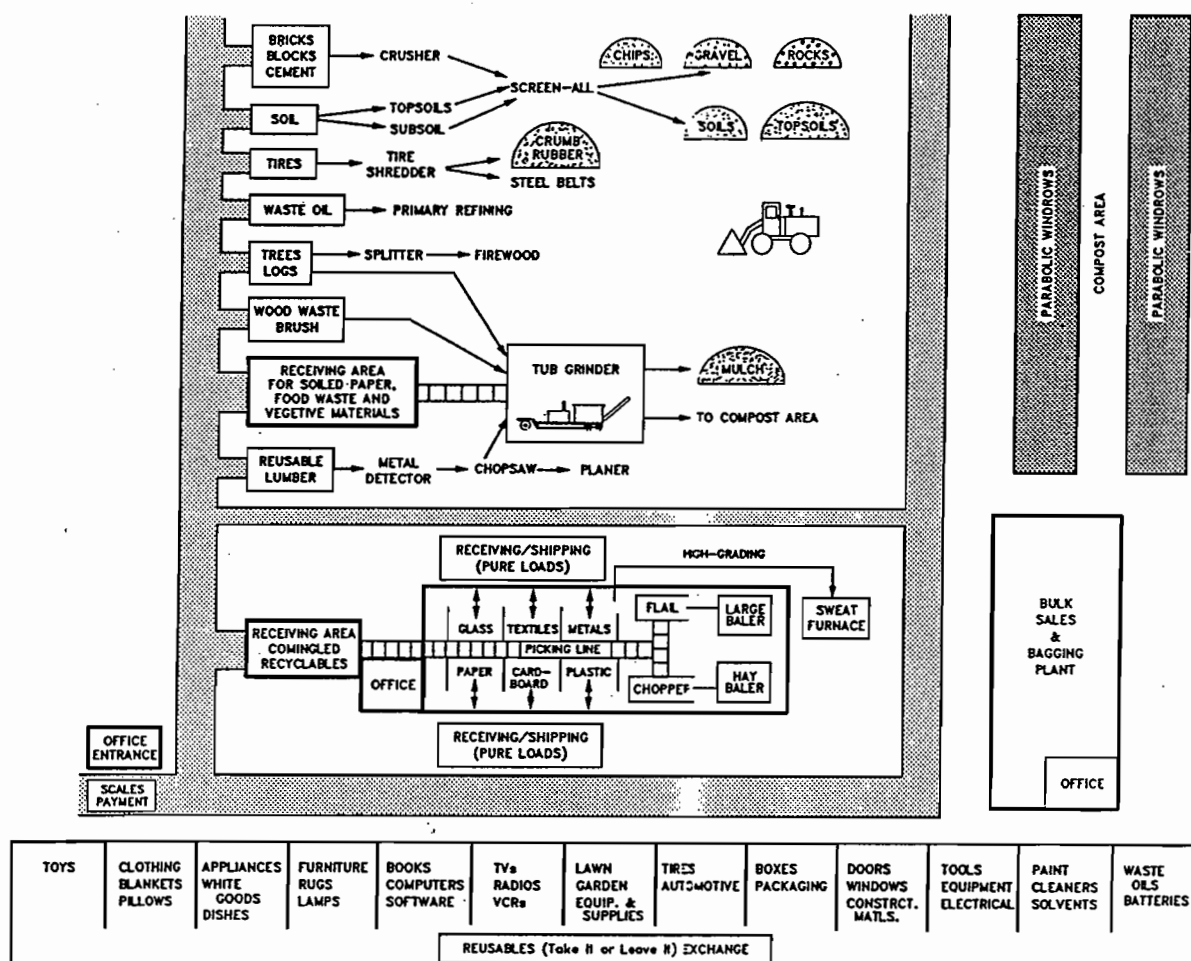 BRICKS
BLOCKS
CEMENT
CRUSHER
SCREEN-ALL
CHIPS
GRAVEL
ROCKS
SOIL
TOPSOILS
SUBSOIL
SOILS
TOPSOILS
TIRES
TIRE
SHREDDER
CRUMB
RUBBER
STEEL BELTS
WASTE OIL
PRIMARY REFINING
TREES
LOGS
SPLITTER
FIREWOOD
WOOD WASTE
BRUSH
RECEIVING AREA
FOR SOILED PAPER,
FOOD WASTE AND
VEGETIVE MATERIALS
TUB GRINDER
MULCH
TO COMPOST AREA
REUSABLE
LUMBER
METAL
DETECTOR
CHOPSAW
PLANER
PARABOLIC WINDROWS
COMPOST AREA
PARABOLIC WINDROWS
RECEIVING/SHIPPING
(PURE LOADS)
HIGH-GRADING
GLASS
TEXTILES
METALS
FLAIL
LARGE
BALER
SWEAT
FURNACE
RECEIVING AREA
COMINGLED
RECYCLABLES
PICKING LINE
OFFICE
PAPER
CARD-
BOARD
PLASTIC
CHOPPER
HAY
BALER
RECEIVING/SHIPPING
(PURE LOADS)
BULK
SALES
&
BAGGING
PLANT
OFFICE
OFFICE
ENTRANCE
SCALES
PAYMENT
TOYS
CLOTHING
BLANKETS
PILLOWS
APPLIANCES
WHITE
GOODS
DISHES
FURNITURE
RUGS
LAMPS
BOOKS
COMPUTERS
SOFTWARE
TVs
RADIOS
VCRs
LAWN
GARDEN
EQUIP. &
SUPPLIES
TIRES
AUTOMOTIVE
BOXES
PACKAGING
DOORS
WINDOWS
CONSTRCT.
MATLS.
TOOLS
EQUIPMENT
ELECTRICAL
PAINT
CLEANERS
SOLVENTS
WASTE
OILS
BATTERIES
REUSABLES (Take It or Leave It) EXCHANGE